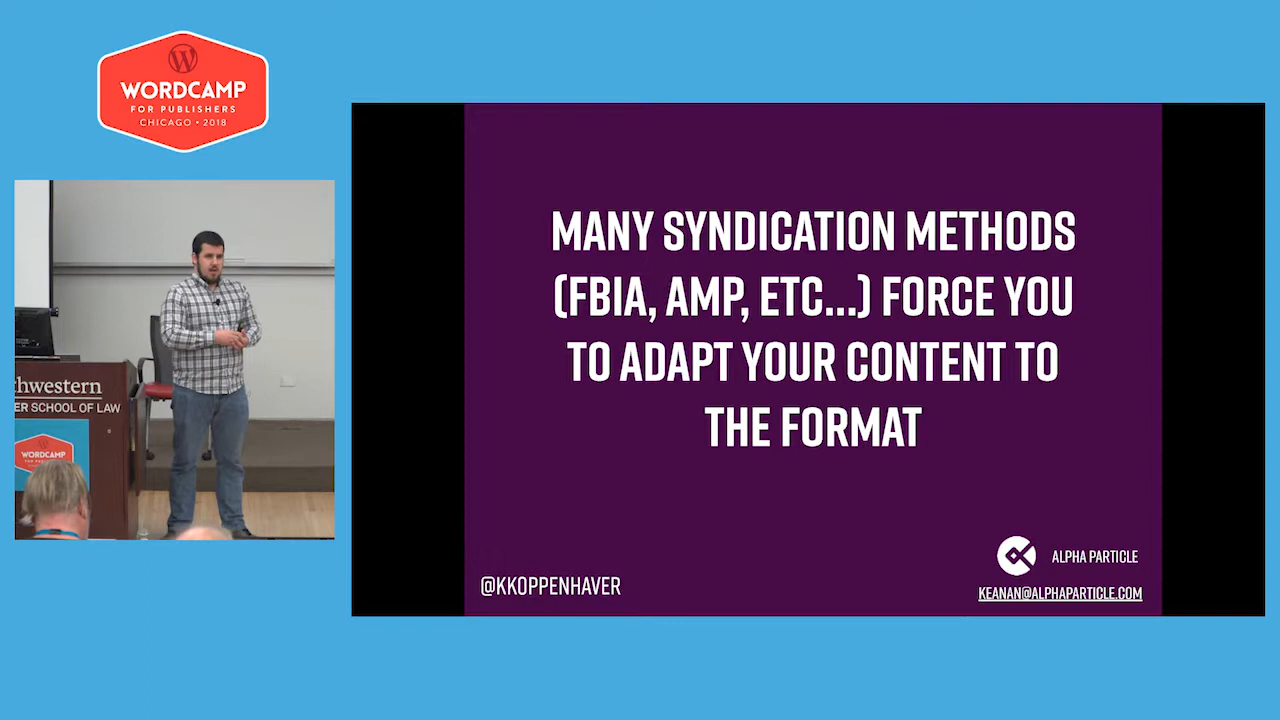 WORDCAMP
FOR PUBLISHERS
CHICAGO • 2018
MANY SYNDICATION METHODS
(FBIA, AMP, ETC...) FORCE YOU
TO ADAPT YOUR CONTENT TO
THE FORMAT
@KKOPPENHAVER
ALPHA PARTICLE
KEANAN@ALPHAPARTICLE.COM
hwestern
ER SCHOOL OF LAW
WORDCAMP